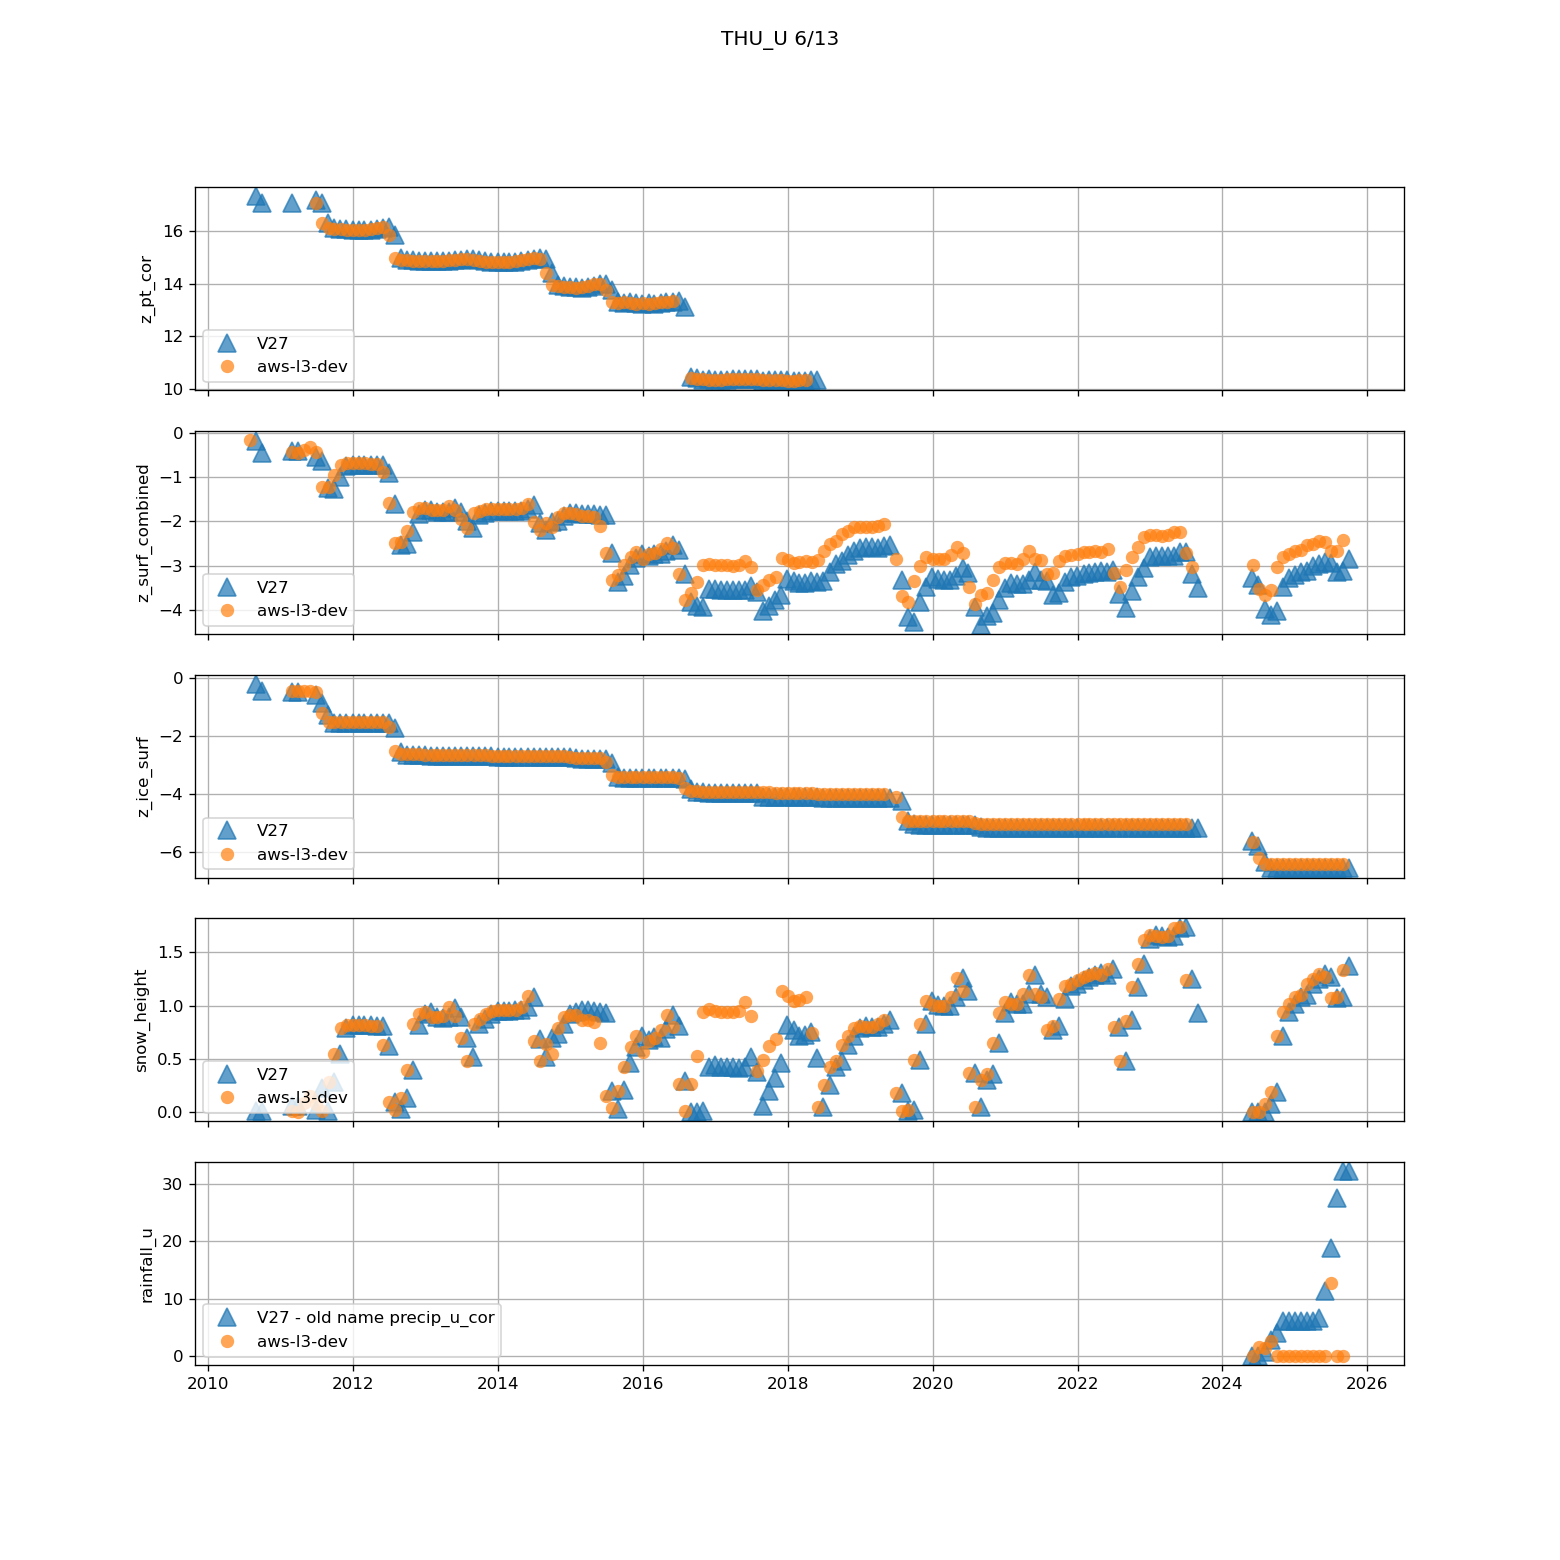 THU_U 6/13
z_pt_cor
16
14
12
10
V27
aws-l3-dev
z_surf_combined
0
−1
−2
−3
−4
V27
aws-l3-dev
z_ice_surf
0
−2
−4
−6
V27
aws-l3-dev
snow_height
1.5
1.0
0.5
0.0
V27
aws-l3-dev
rainfall_u
30
20
10
0
V27 - old name precip_u_cor
aws-l3-dev
2010 2012 2014 2016 2018 2020 2022 2024 2026